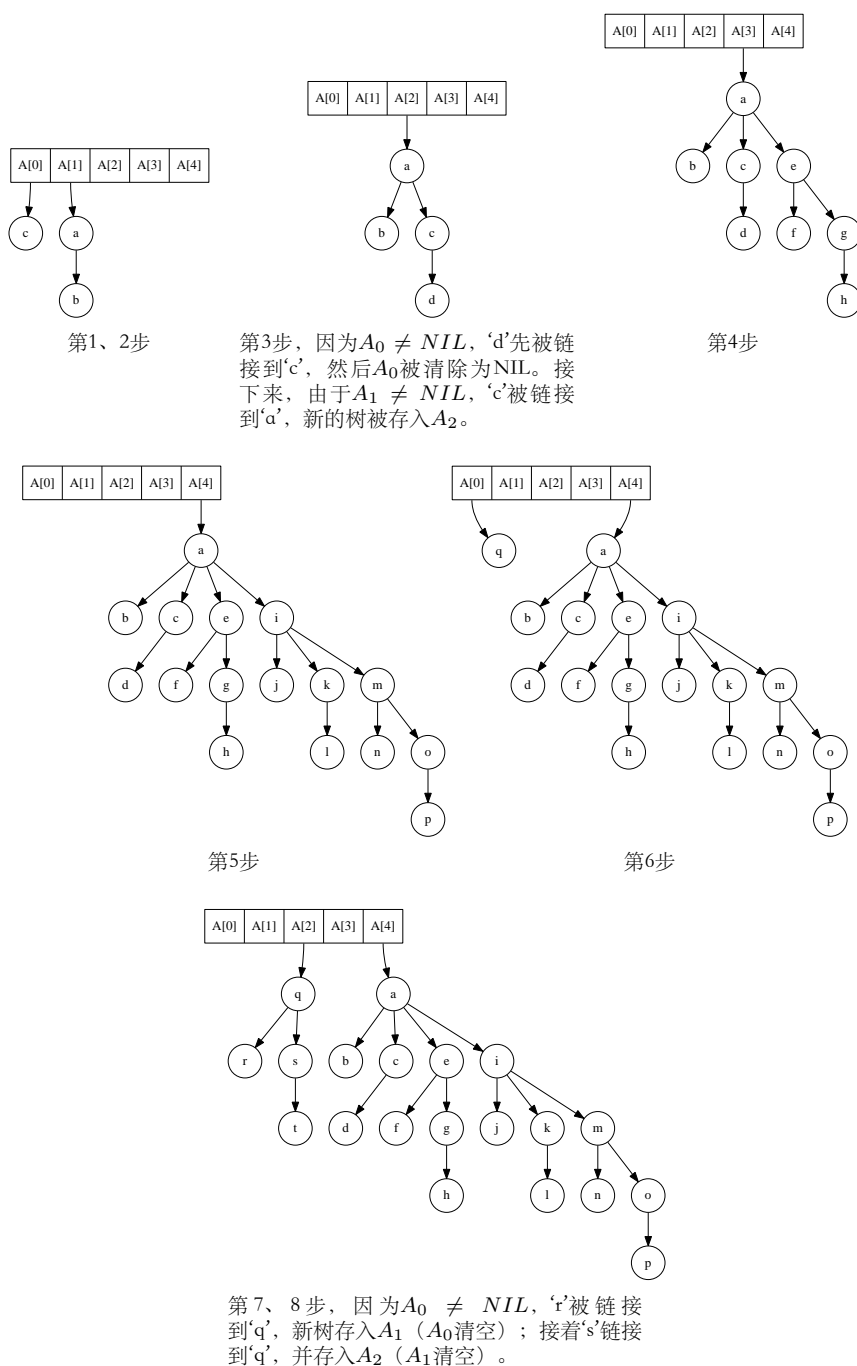 A[0] A[1] A[2] A[3] A[4]
a
b c e
d f g
h
A[0] A[1] A[2] A[3] A[4]
a
b c
d
A[0] A[1] A[2] A[3] A[4]
c a
b
第1、2步
第3步，因为A₀ ≠ NIL，‘d’先被链
接到‘c’，然后A₀被清除为NIL。接
下来，由于A₁ ≠ NIL，‘c’被链接
到‘a’，新的树被存入A₂。
第4步
A[0] A[1] A[2] A[3] A[4]
a
b c e i
d f g j k m
h l n o
p
第5步
A[0] A[1] A[2] A[3] A[4]
q a
b c e i
d f g j k m
h l n o
p
第6步
A[0] A[1] A[2] A[3] A[4]
q a
r s b c e i
t d f g j k m
h l n o
p
第7、8步，因为A₀ ≠ NIL，‘r’被链接
到‘q’，新树存入A₁（A₀清空）；接着‘s’链接
到‘q’，并存入A₂（A₁清空）。